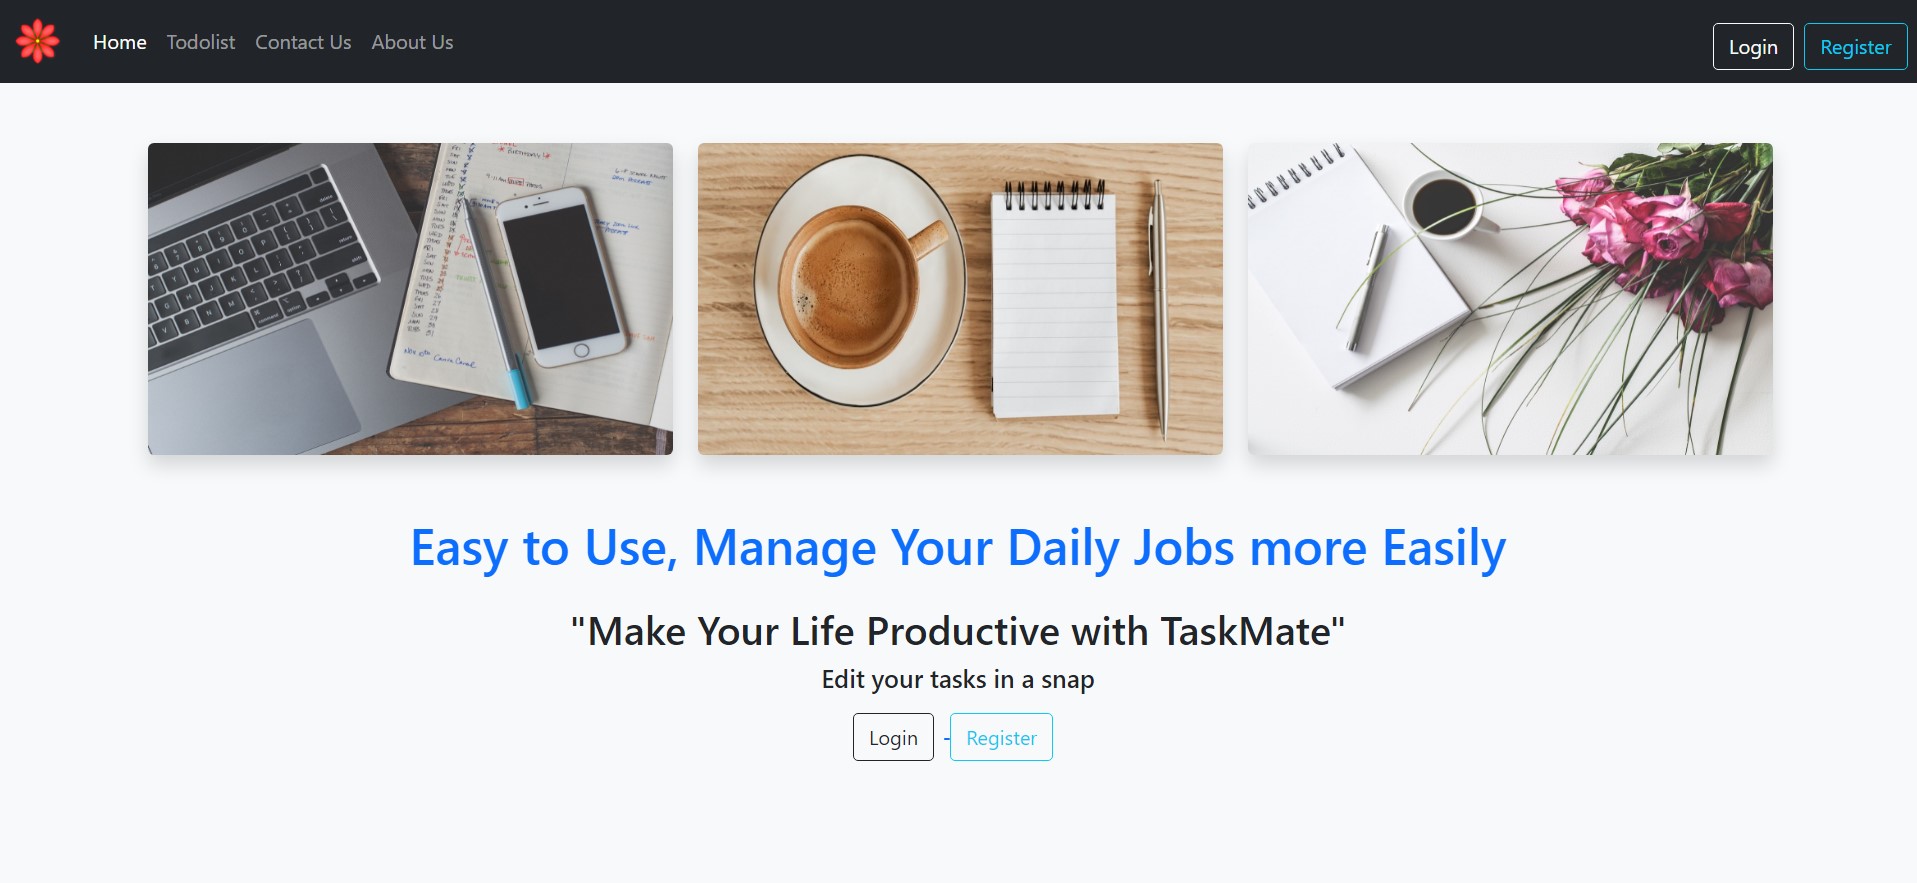 Home Todolist Contact Us About Us Login Register
BIRTHDAY!
Easy to Use, Manage Your Daily Jobs more Easily
"Make Your Life Productive with TaskMate"
Edit your tasks in a snap
Login - Register